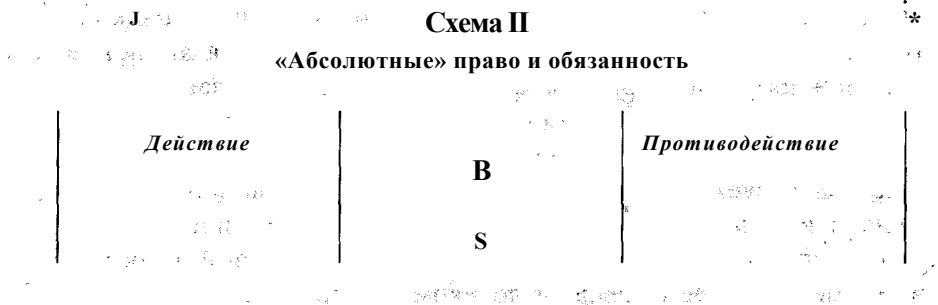 J Схема II *
«Абсолютные» право и обязанность
Действие Противодействие
B
S